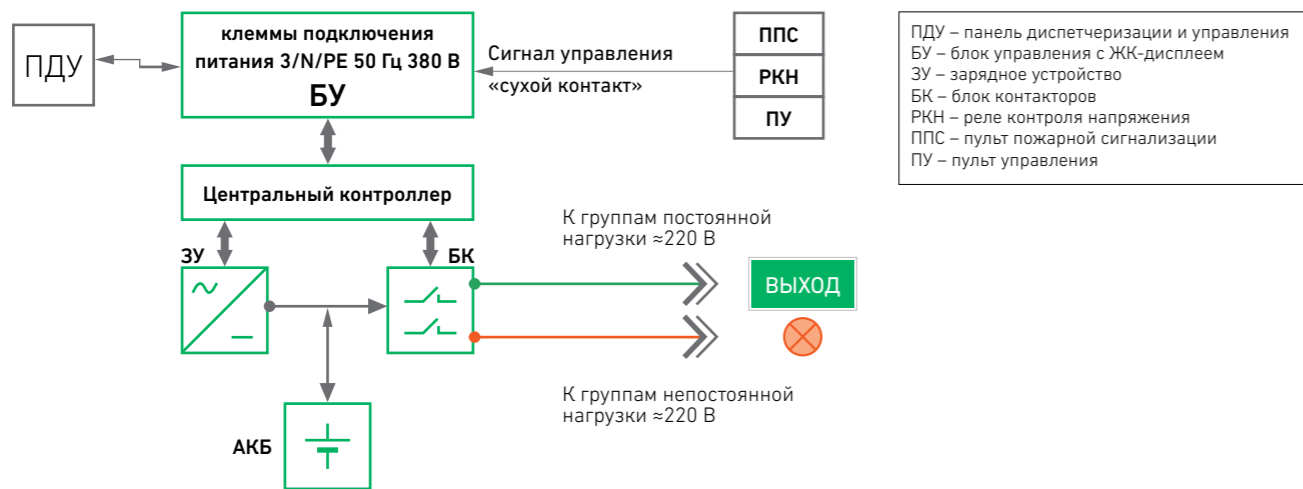 ПДУ
клеммы подключения
питания 3/N/PE 50 Гц 380 В
БУ
Сигнал управления
«сухой контакт»
ППС
РКН
ПУ
ПДУ – панель диспетчеризации и управления
БУ – блок управления с ЖК-дисплеем
ЗУ – зарядное устройство
БК – блок контакторов
РКН – реле контроля напряжения
ППС – пульт пожарной сигнализации
ПУ – пульт управления
Центральный контроллер
ЗУ
БК
К группам постоянной
нагрузки ≈220 В
ВЫХОД
К группам непостоянной
нагрузки ≈220 В
АКБ